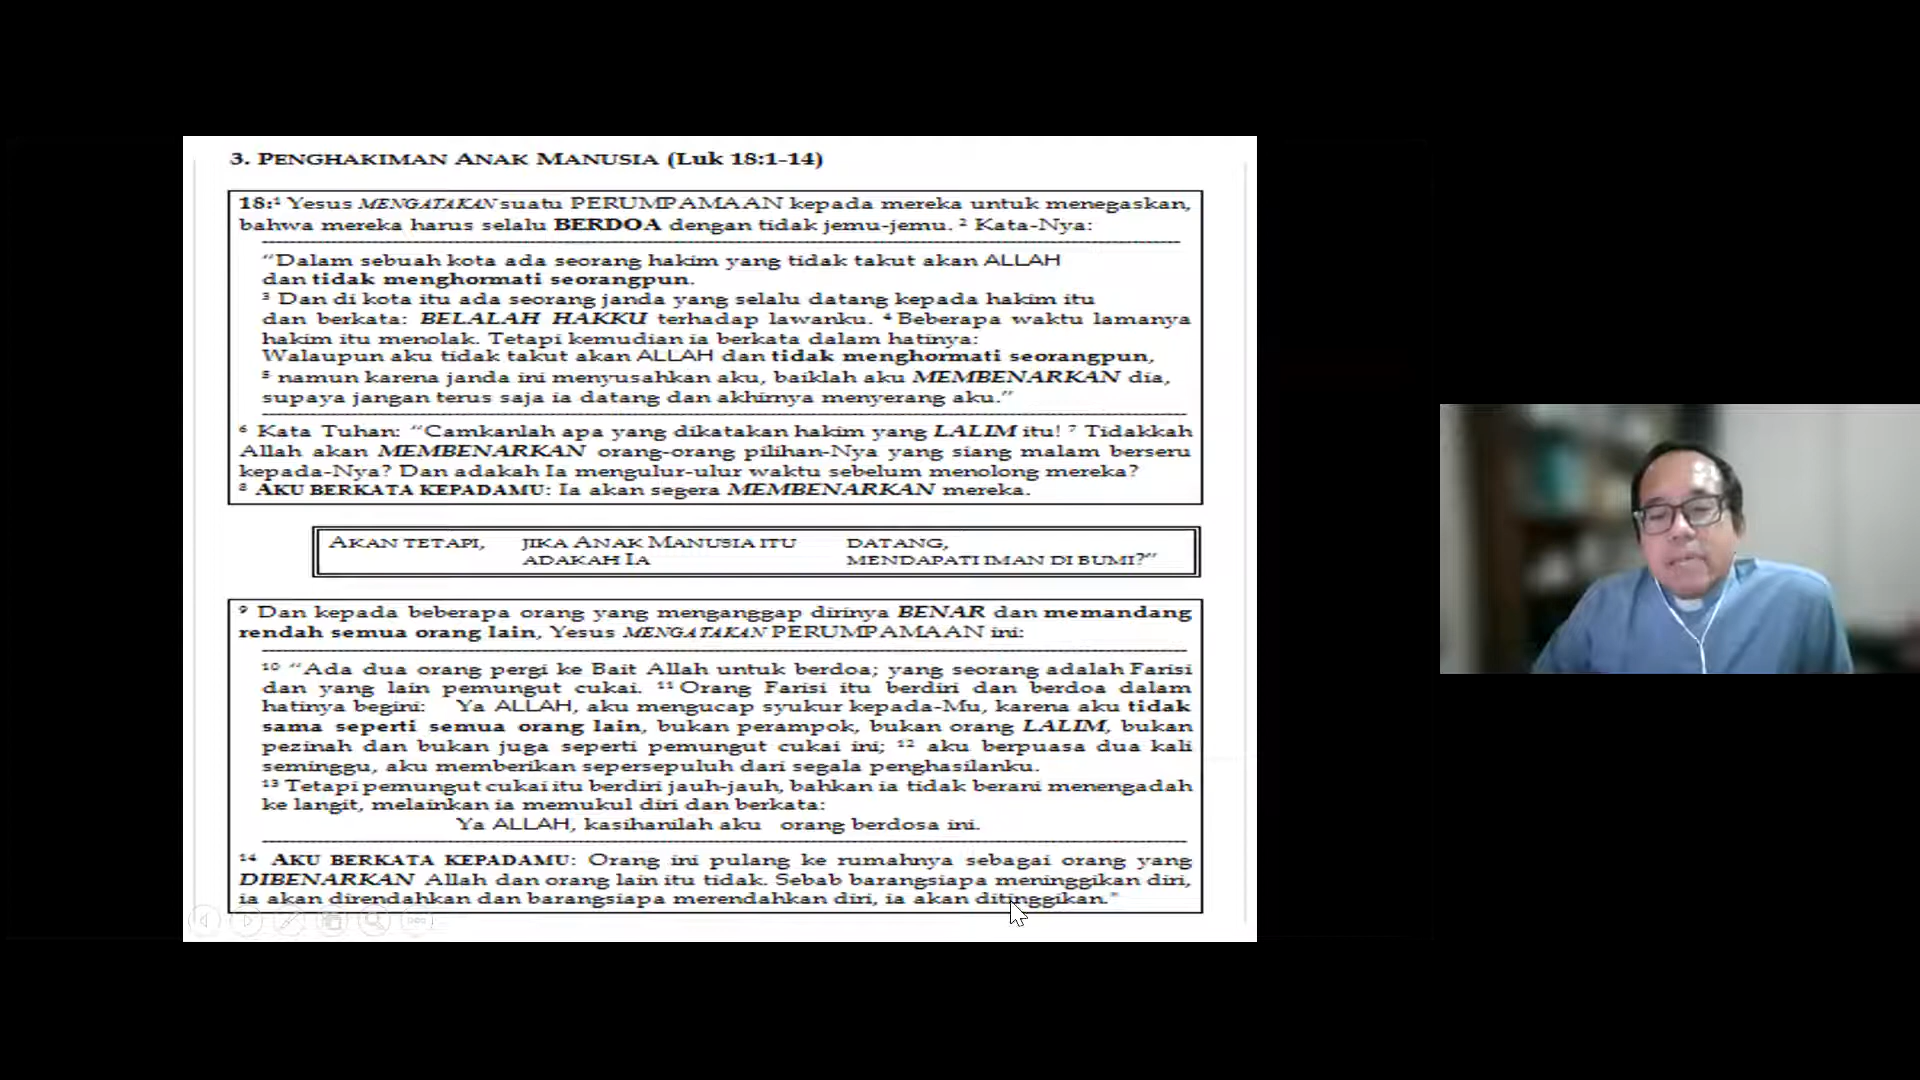 3. PENGHAKIMAN ANAK MANUSIA (Luk 18:1-14)
18:¹ Yesus MENGATAKAN suatu PERUMPAMAAN kepada mereka untuk menegaskan,
bahwa mereka harus selalu BERDOA dengan tidak jemu-jemu. ² Kata-Nya:
“Dalam sebuah kota ada seorang hakim yang tidak takut akan ALLAH
dan tidak menghormati seorangpun.
³ Dan di kota itu ada seorang janda yang selalu datang kepada hakim itu
dan berkata: BELALAH HAKKU terhadap lawanku. ⁴ Beberapa waktu lamanya
hakim itu menolak. Tetapi kemudian ia berkata dalam hatinya:
Walaupun aku tidak takut akan ALLAH dan tidak menghormati seorangpun,
⁵ namun karena janda ini menyusahkan aku, baiklah aku MEMBENARKAN dia,
supaya jangan terus saja ia datang dan akhirnya menyerang aku.”
⁶ Kata Tuhan: “Camkanlah apa yang dikatakan hakim yang LALIM itu! ⁷ Tidakkah
Allah akan MEMBENARKAN orang-orang pilihan-Nya yang siang malam berseru
kepada-Nya? Dan adakah Ia mengulur-ulur waktu sebelum menolong mereka?
⁸ AKU BERKATA KEPADAMU: Ia akan segera MEMBENARKAN mereka.
AKAN TETAPI, JIKA ANAK MANUSIA ITU DATANG,
ADAKAH IA MENDAPATI IMAN DI BUMI?”
⁹ Dan kepada beberapa orang yang menganggap dirinya BENAR dan memandang
rendah semua orang lain, Yesus MENGATAKAN PERUMPAMAAN ini:
¹⁰ “Ada dua orang pergi ke Bait Allah untuk berdoa; yang seorang adalah Farisi
dan yang lain pemungut cukai. ¹¹ Orang Farisi itu berdiri dan berdoa dalam
hatinya begini: Ya ALLAH, aku mengucap syukur kepada-Mu, karena aku tidak
sama seperti semua orang lain, bukan perampok, bukan orang LALIM, bukan
pezinah dan bukan juga seperti pemungut cukai ini; ¹² aku berpuasa dua kali
seminggu, aku memberikan sepersepuluh dari segala penghasilanku.
¹³ Tetapi pemungut cukai itu berdiri jauh-jauh, bahkan ia tidak berani menengadah
ke langit, melainkan ia memukul diri dan berkata:
Ya ALLAH, kasihanilah aku orang berdosa ini.
¹⁴ AKU BERKATA KEPADAMU: Orang ini pulang ke rumahnya sebagai orang yang
DIBENARKAN Allah dan orang lain itu tidak. Sebab barangsiapa meninggikan diri,
ia akan direndahkan dan barangsiapa merendahkan diri, ia akan ditinggikan.”